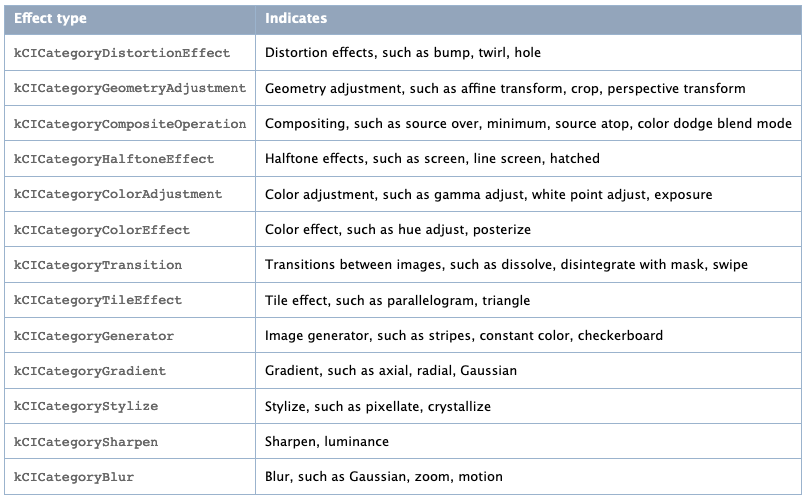 Effect type Indicates
kCICategoryDistortionEffect Distortion effects, such as bump, twirl, hole
kCICategoryGeometryAdjustment Geometry adjustment, such as affine transform, crop, perspective transform
kCICategoryCompositeOperation Compositing, such as source over, minimum, source atop, color dodge blend mode
kCICategoryHalftoneEffect Halftone effects, such as screen, line screen, hatched
kCICategoryColorAdjustment Color adjustment, such as gamma adjust, white point adjust, exposure
kCICategoryColorEffect Color effect, such as hue adjust, posterize
kCICategoryTransition Transitions between images, such as dissolve, disintegrate with mask, swipe
kCICategoryTileEffect Tile effect, such as parallelogram, triangle
kCICategoryGenerator Image generator, such as stripes, constant color, checkerboard
kCICategoryGradient Gradient, such as axial, radial, Gaussian
kCICategoryStylize Stylize, such as pixellate, crystallize
kCICategorySharpen Sharpen, luminance
kCICategoryBlur Blur, such as Gaussian, zoom, motion